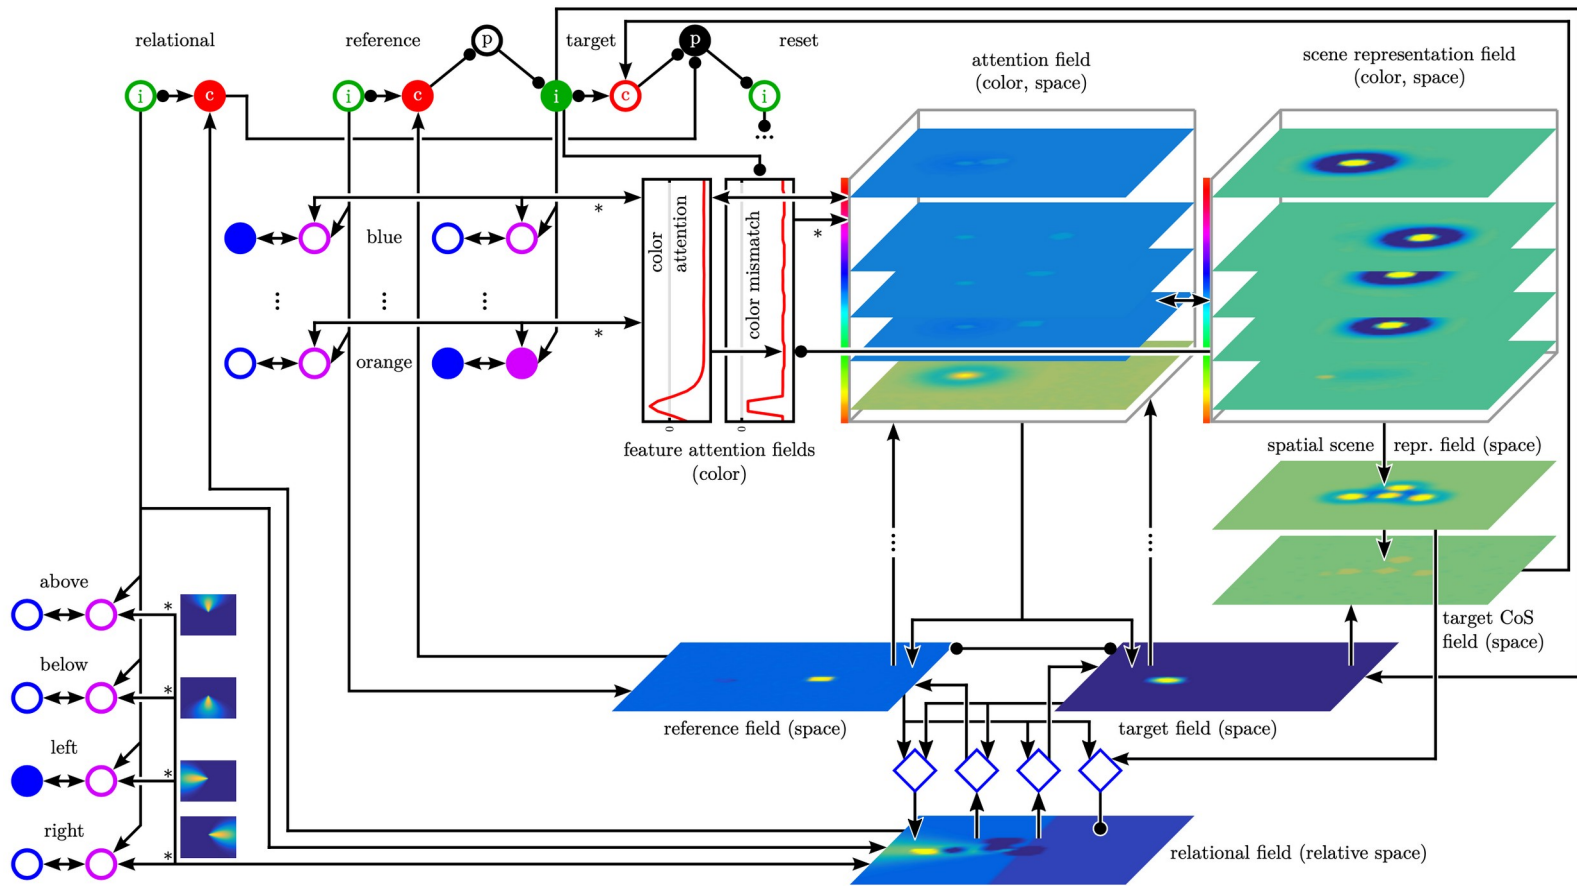 relational
reference
target
reset
p
p
i
c
i
c
i
c
i
...
attention field
(color, space)
scene representation field
(color, space)
color
attention
color mismatch
*
*
*
blue
...
...
...
orange
0
0
feature attention fields
(color)
spatial scene repr. field (space)
...
...
above
*
below
*
left
*
right
*
target CoS
field (space)
reference field (space)
target field (space)
relational field (relative space)